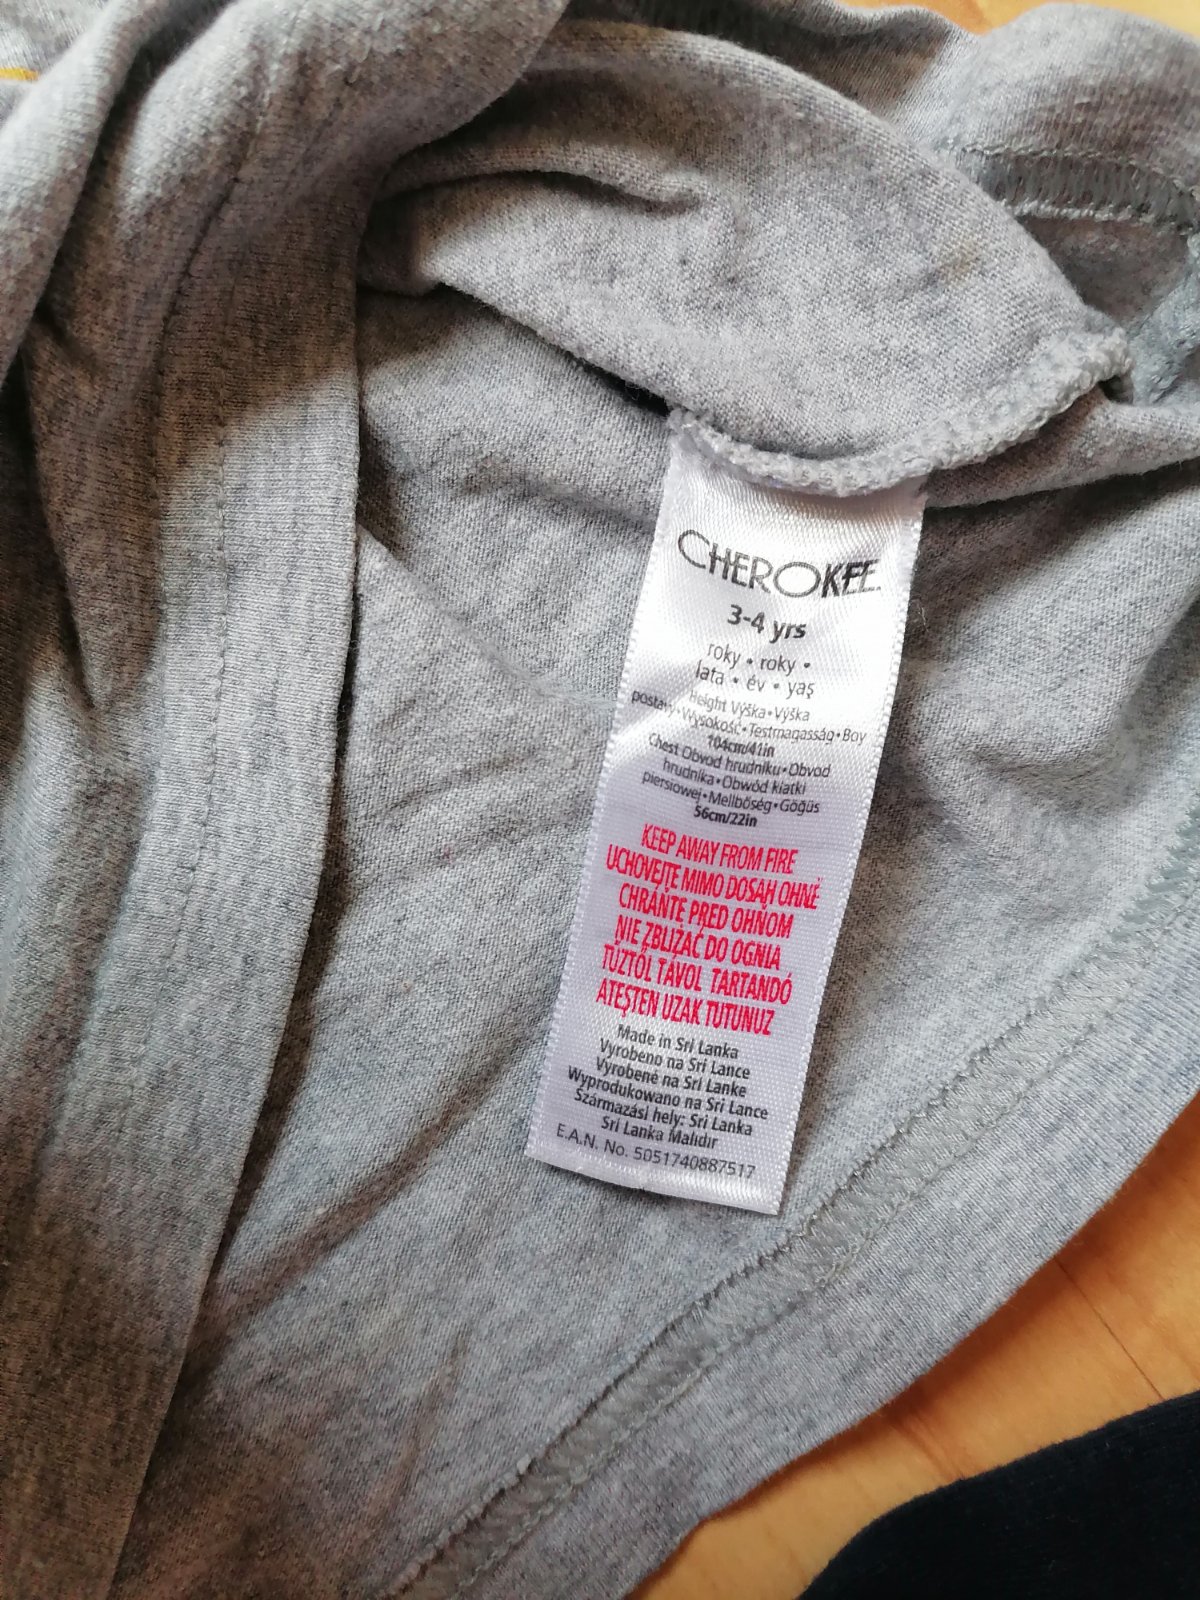 CHEROKEE
3-4 yrs
roky • roky •
lata • év • yaş
Height Výška•Výška
postavy•Wysokość•Testmagasság•Boy
104cm/41in
Chest Obvod hrudníku•Obvod
hrudníka•Obwód klatki
piersiowej•Mellbőség•Göğüs
56cm/22in
KEEP AWAY FROM FIRE
UCHOVEJTE MIMO DOSAH OHNĚ
CHRÁŇTE PRED OHŇOM
NIE ZBLIŻAĆ DO OGNIA
TŰZTŐL TÁVOL TARTANDÓ
ATEŞTEN UZAK TUTUNUZ
Made in Sri Lanka
Vyrobeno na Srí Lance
Vyrobené na Srí Lanke
Wyprodukowano na Sri Lance
Származási hely: Sri Lanka
Sri Lanka Malıdır
E.A.N. No. 5051740887517